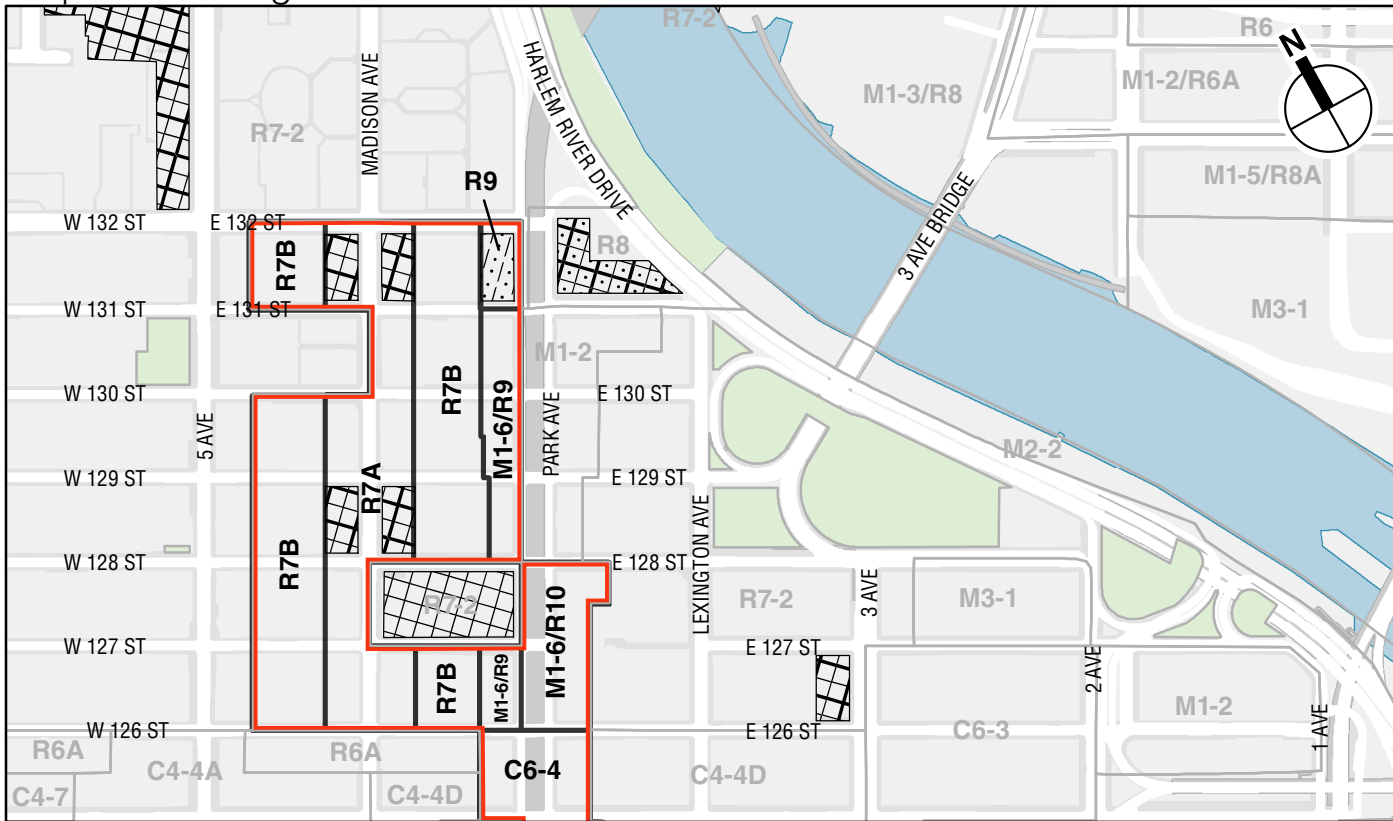 R7-2
R6
N
MADISON AVE
HARLEM RIVER DRIVE
M1-3/R8
M1-2/R6A
R7-2
R9
M1-5/R8A
3 AVE BRIDGE
W 132 ST
E 132 ST
R7B
R8
W 131 ST
E 131 ST
M3-1
M1-2
R7B
M1-6/R9
W 130 ST
E 130 ST
PARK AVE
5 AVE
M2-2
W 129 ST
R7A
E 129 ST
LEXINGTON AVE
R7B
W 128 ST
E 128 ST
R7-2
M1-6/R10
R7-2
3 AVE
M3-1
W 127 ST
E 127 ST
2 AVE
R7B
M1-6/R9
M1-2
1 AVE
W 126 ST
E 126 ST
C6-3
R6A
R6A
C4-4A
C6-4
C4-4D
C4-7
C4-4D